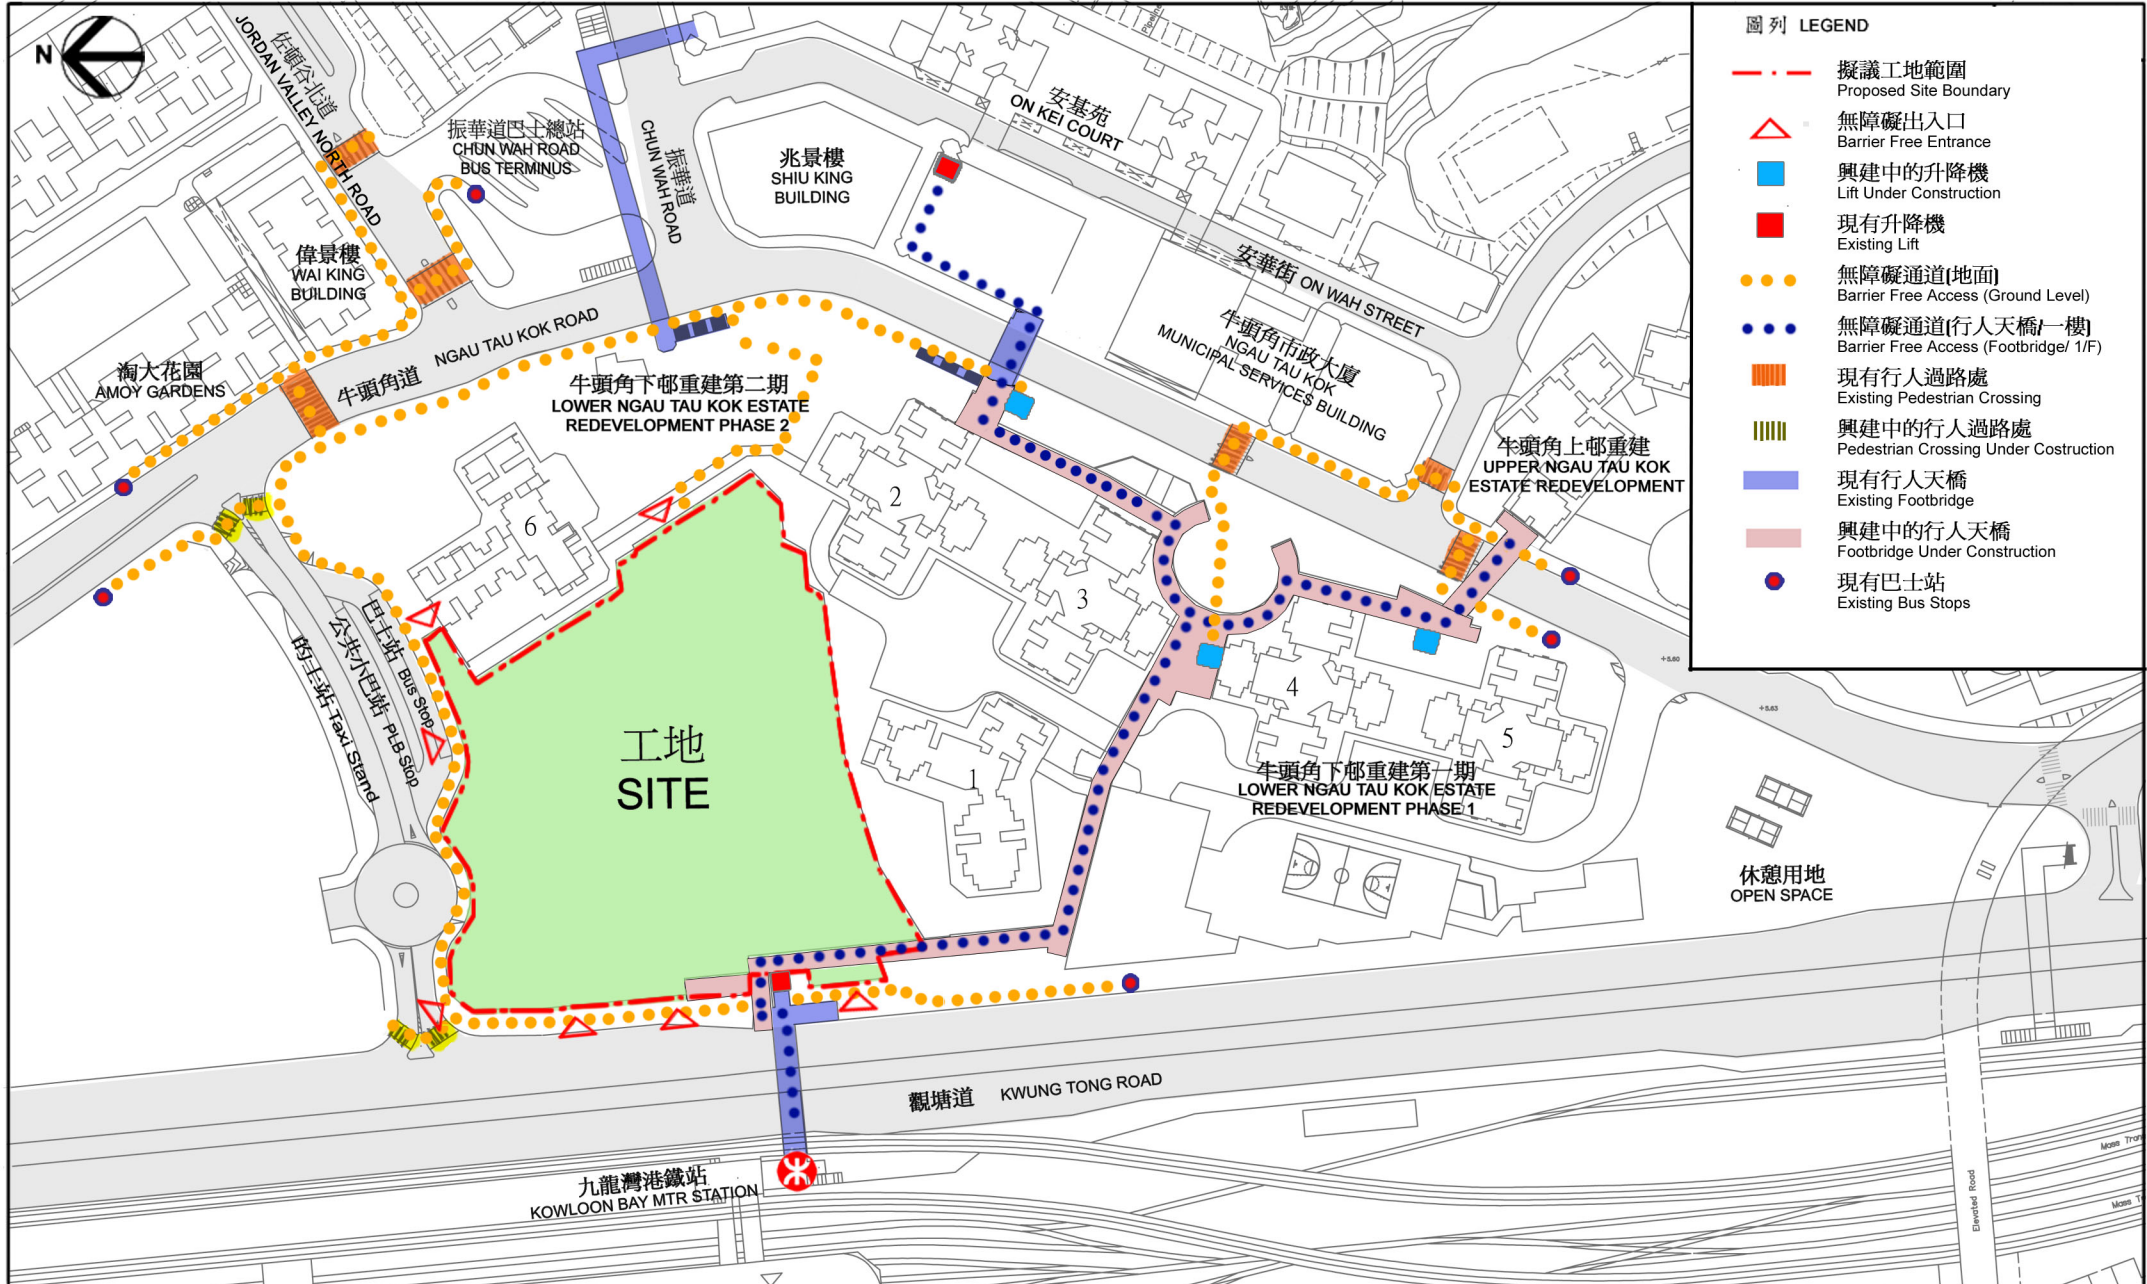 N
佐頓谷北道
JORDAN VALLEY NORTH ROAD
振華道巴士總站
CHUN WAH ROAD
BUS TERMINUS
振華道
CHUN WAH ROAD
兆景樓
SHIU KING
BUILDING
安基苑
ON KEI COURT
Pipeline
偉景樓
WAI KING
BUILDING
安華街 ON WAH STREET
淘大花園
AMOY GARDENS
牛頭角道 NGAU TAU KOK ROAD
牛頭角下邨重建第二期
LOWER NGAU TAU KOK ESTATE
REDEVELOPMENT PHASE 2
牛頭角市政大廈
NGAU TAU KOK
MUNICIPAL SERVICES BUILDING
牛頭角上邨重建
UPPER NGAU TAU KOK
ESTATE REDEVELOPMENT
6
2
3
4
5
1
巴士站 Bus Stop
公共小巴站 PLB Stop
的士站 Taxi Stand
工地
SITE
牛頭角下邨重建第一期
LOWER NGAU TAU KOK ESTATE
REDEVELOPMENT PHASE 1
+5.60
+5.63
休憩用地
OPEN SPACE
觀塘道 KWUNG TONG ROAD
九龍灣港鐵站
KOWLOON BAY MTR STATION
Elevated Road
Mass Tran
Mass T
圖列 LEGEND
擬議工地範圍
Proposed Site Boundary
無障礙出入口
Barrier Free Entrance
興建中的升降機
Lift Under Construction
現有升降機
Existing Lift
無障礙通道(地面)
Barrier Free Access (Ground Level)
無障礙通道(行人天橋/一樓)
Barrier Free Access (Footbridge/ 1/F)
現有行人過路處
Existing Pedestrian Crossing
興建中的行人過路處
Pedestrian Crossing Under Costruction
現有行人天橋
Existing Footbridge
興建中的行人天橋
Footbridge Under Construction
現有巴士站
Existing Bus Stops